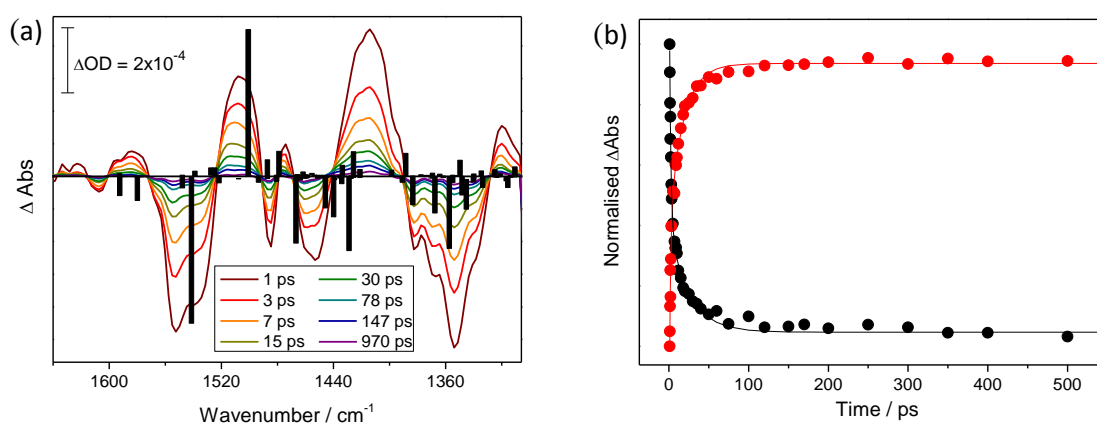 (a)
ΔOD = 2x10⁻⁴
Δ Abs
1 ps
3 ps
7 ps
15 ps
30 ps
78 ps
147 ps
970 ps
1600 1520 1440 1360
Wavenumber / cm⁻¹
(b)
Normalised ΔAbs
0 100 200 300 400 500
Time / ps